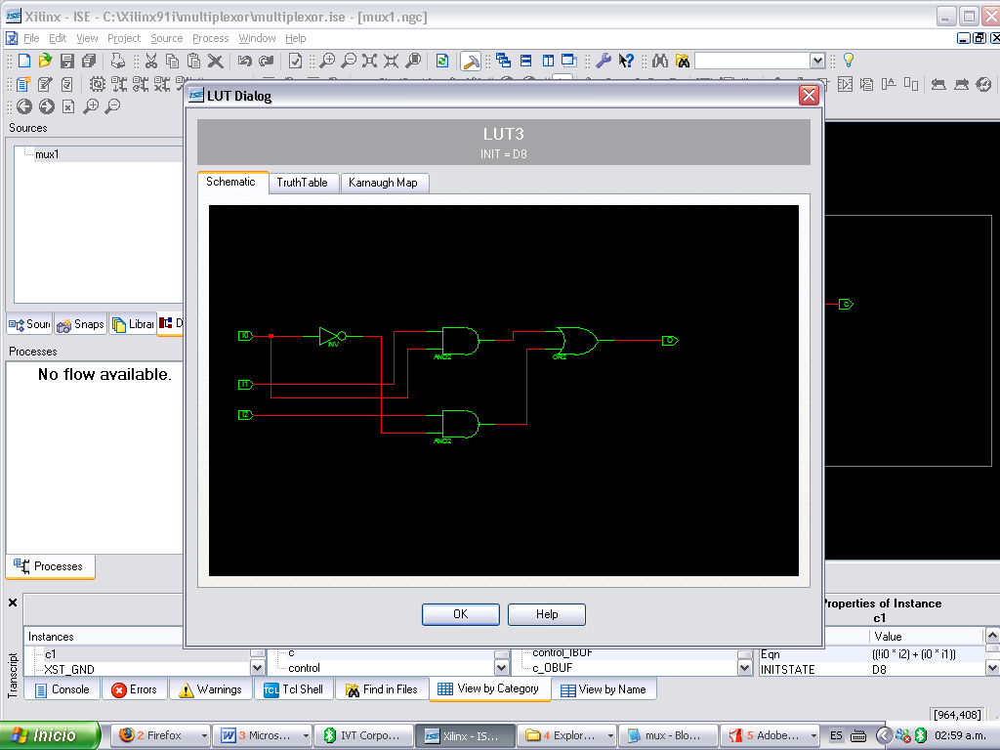 Xilinx - ISE - C:\Xilinx91i\multiplexor\multiplexor.ise - [mux1.ngc]
File Edit View Project Source Process Window Help
LUT Dialog
Sources
mux1
LUT3
INIT = D8
Schematic TruthTable Karnaugh Map
I0
INV
AND2
OR2
O
I1
I2
AND2
Snaps
Processes
No flow available.
Processes
OK Help
Properties of Instance
c1
Instances
Value
c1
c
control_IBUF
Eqn ((!i0 * i2) + (i0 * i1))
XST_GND
control
c_OBUF
INITSTATE D8
Transcript
Console Errors Warnings Tcl Shell Find in Files View by Category View by Name
[964,408]
Inicio 2 Firefox 3 Micros... IVT Corpo... Xilinx - IS... 4 Explor... mux - Blo... 5 Adobe... ES 02:59 a.m.